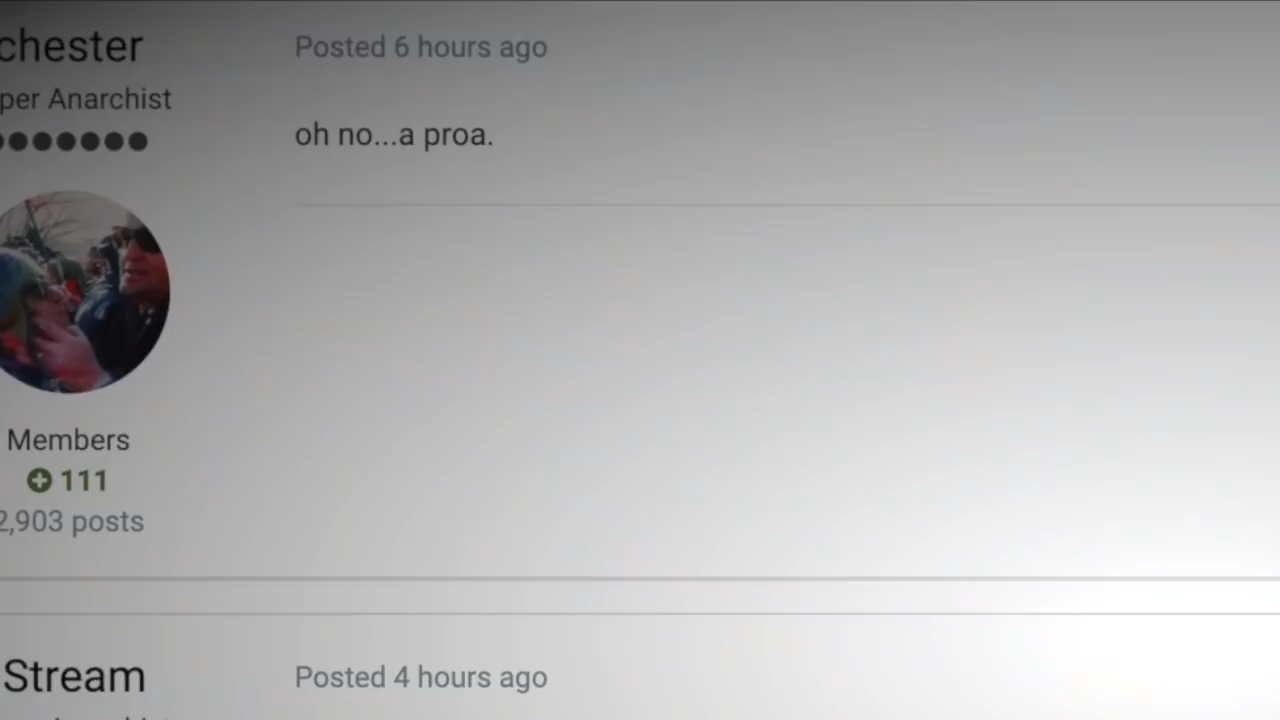 chester
Posted 6 hours ago
per Anarchist
oh no...a proa.
Members
111
2,903 posts
Stream
Posted 4 hours ago